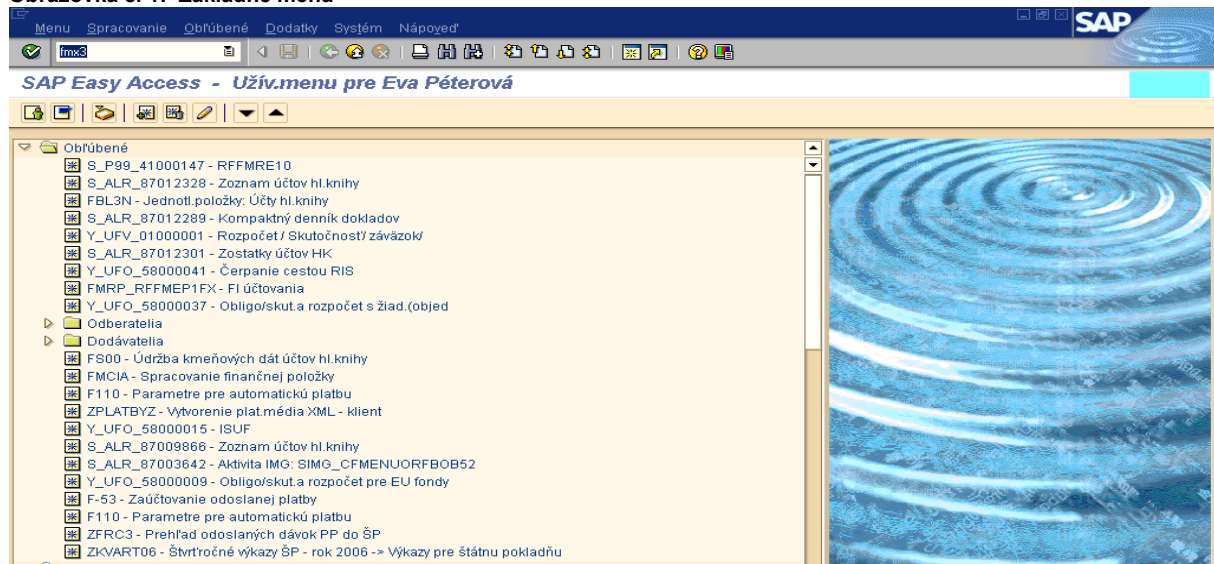 Obrazovka č. 1: Základné menu
Menu Spracovanie Obľúbené Dodatky Systém Nápoveď
SAP
fmx3
SAP Easy Access - Užív.menu pre Eva Péterová
Obľúbené
S_P99_41000147 - RFFMRE10
S_ALR_87012328 - Zoznam účtov hl.knihy
FBL3N - Jednotl.položky: Účty hl.knihy
S_ALR_87012289 - Kompaktný denník dokladov
Y_UFV_01000001 - Rozpočet / Skutočnosť/ záväzok/
S_ALR_87012301 - Zostatky účtov HK
Y_UFO_58000041 - Čerpanie cestou RIS
FMRP_RFFMEP1FX - FI účtovania
Y_UFO_58000037 - Obligo/skut.a rozpočet s žiad.(objed
Odberatelia
Dodávatelia
FS00 - Údržba kmeňových dát účtov hl.knihy
FMCIA - Spracovanie finančnej položky
F110 - Parametre pre automatickú platbu
ZPLATBYZ - Vytvorenie plat.média XML - klient
Y_UFO_58000015 - ISUF
S_ALR_87009866 - Zoznam účtov hl.knihy
S_ALR_87003642 - Aktivita IMG: SIMG_CFMENUORFBOB52
Y_UFO_58000009 - Obligo/skut.a rozpočet pre EU fondy
F-53 - Zaúčtovanie odoslanej platby
F110 - Parametre pre automatickú platbu
ZFRC3 - Prehľad odoslaných dávok PP do ŠP
ZKVART06 - Štvrťročné výkazy ŠP - rok 2006 -> Výkazy pre štátnu pokladňu